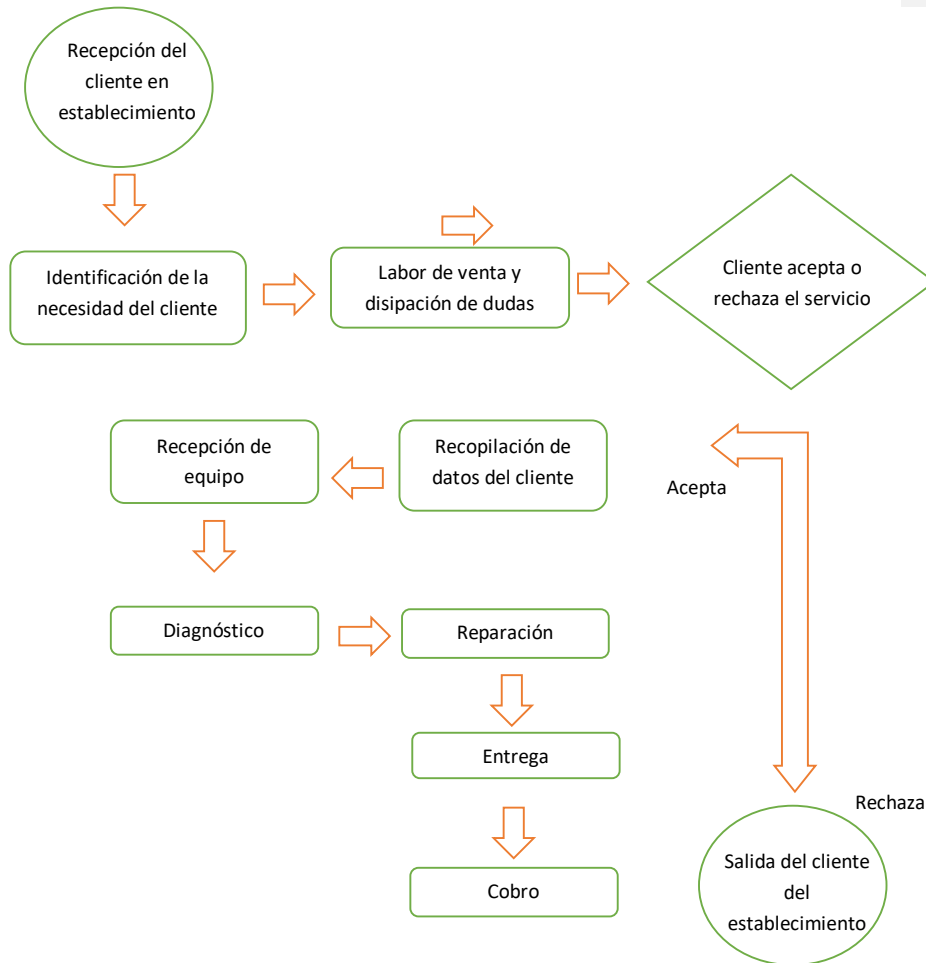 Recepción del
cliente en
establecimiento
Identificación de la
necesidad del cliente
Labor de venta y
disipación de dudas
Cliente acepta o
rechaza el servicio
Acepta
Recopilación de
datos del cliente
Recepción de
equipo
Diagnóstico
Reparación
Entrega
Cobro
Rechaza
Salida del cliente
del
establecimiento